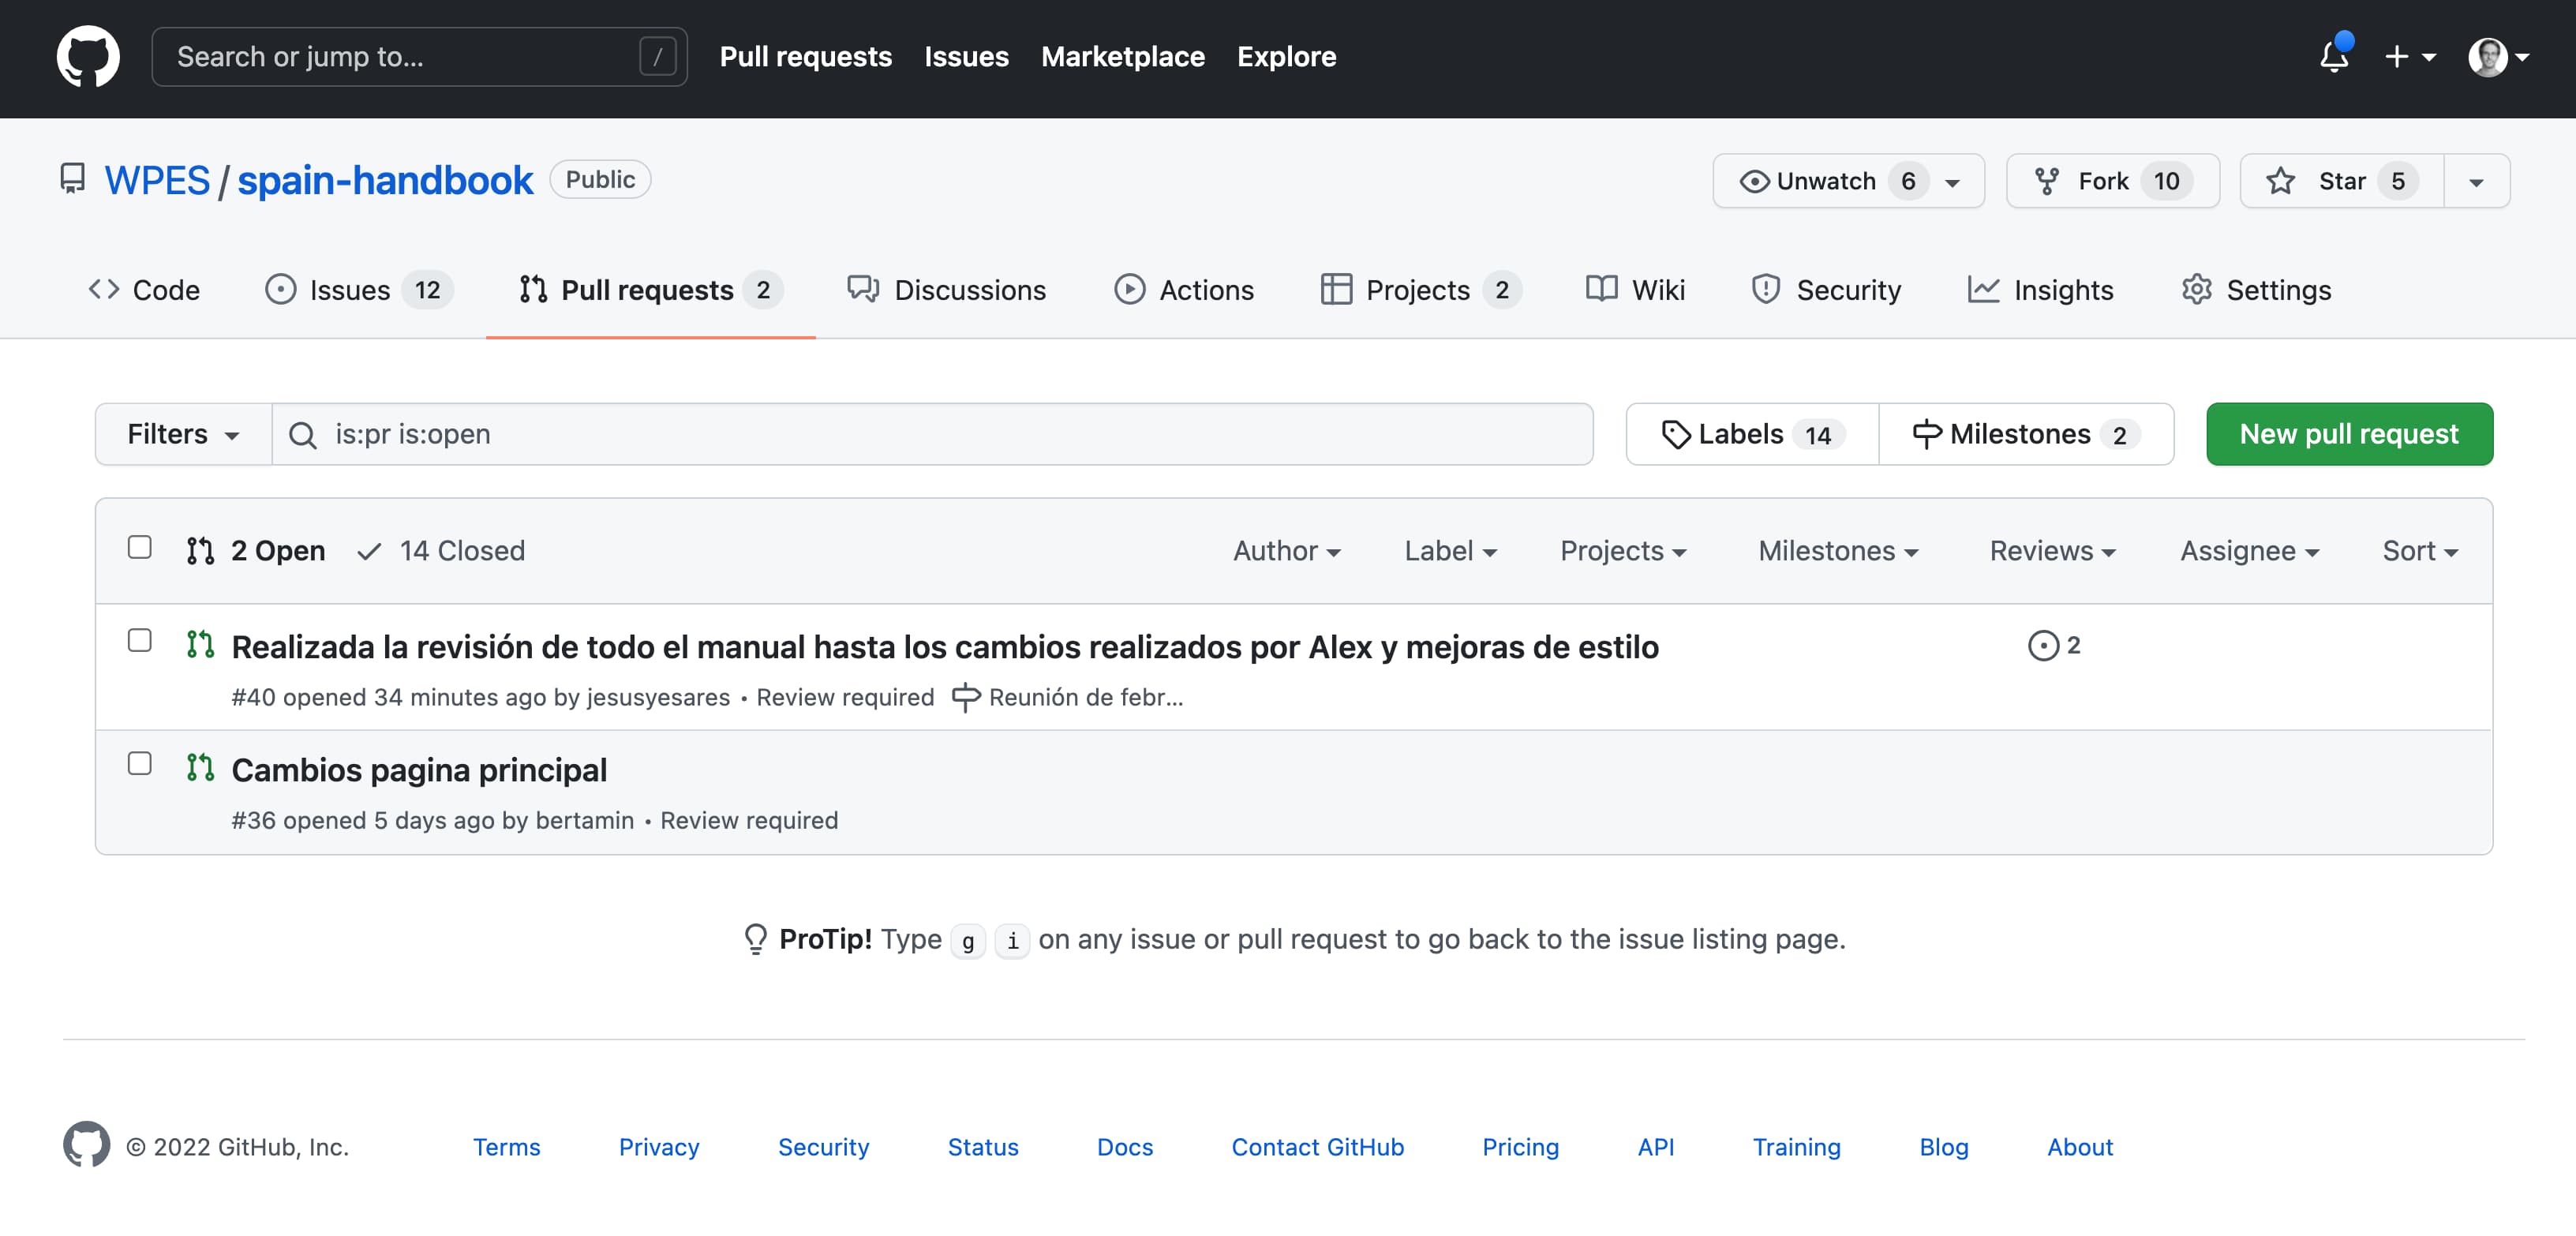 Search or jump to... / Pull requests Issues Marketplace Explore
WPES / spain-handbook Public Unwatch 6 Fork 10 Star 5
Code Issues 12 Pull requests 2 Discussions Actions Projects 2 Wiki Security Insights Settings
Filters is:pr is:open Labels 14 Milestones 2 New pull request
2 Open 14 Closed Author Label Projects Milestones Reviews Assignee Sort
Realizada la revisión de todo el manual hasta los cambios realizados por Alex y mejoras de estilo 2
#40 opened 34 minutes ago by jesusyesares • Review required Reunión de febr...
Cambios pagina principal
#36 opened 5 days ago by bertamin • Review required
ProTip! Type g i on any issue or pull request to go back to the issue listing page.
© 2022 GitHub, Inc. Terms Privacy Security Status Docs Contact GitHub Pricing API Training Blog About